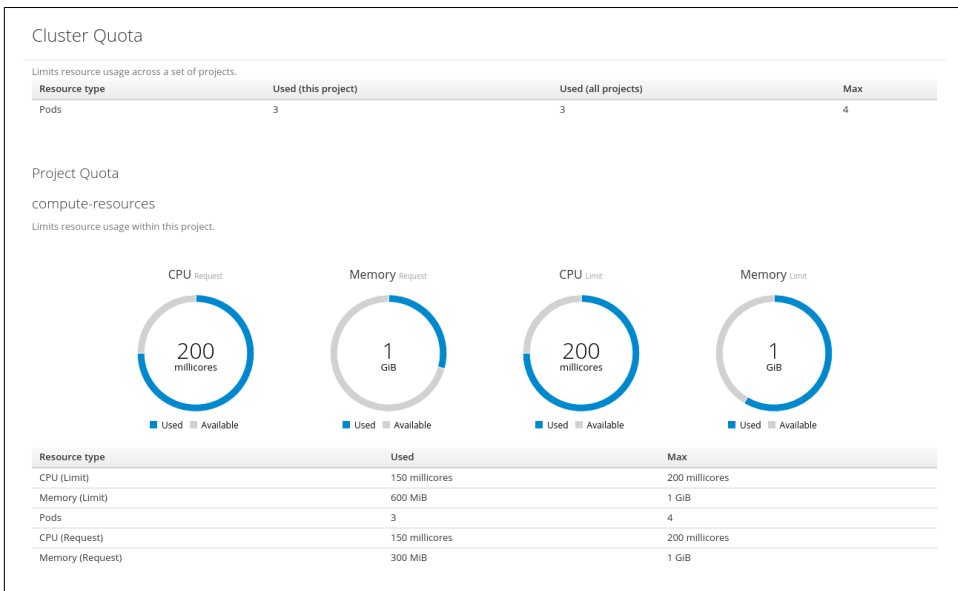 Cluster Quota
Limits resource usage across a set of projects.
Resource type Used (this project) Used (all projects) Max
Pods 3 3 4
Project Quota
compute-resources
Limits resource usage within this project.
CPU Request Memory Request CPU Limit Memory Limit
200 1 200 1
millicores GiB millicores GiB
Used Available Used Available Used Available Used Available
Resource type Used Max
CPU (Limit) 150 millicores 200 millicores
Memory (Limit) 600 MiB 1 GiB
Pods 3 4
CPU (Request) 150 millicores 200 millicores
Memory (Request) 300 MiB 1 GiB